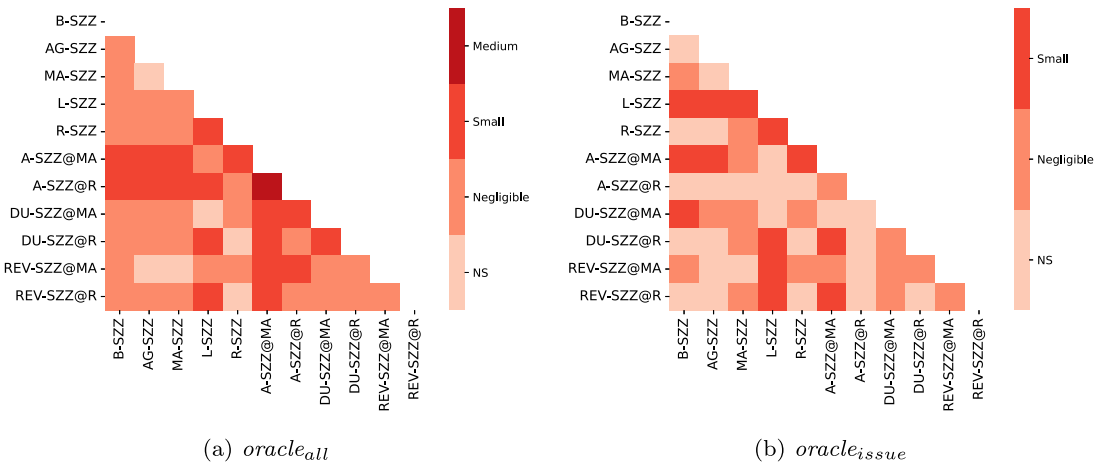 B-SZZ
AG-SZZ
MA-SZZ
L-SZZ
R-SZZ
A-SZZ@MA
A-SZZ@R
DU-SZZ@MA
DU-SZZ@R
REV-SZZ@MA
REV-SZZ@R
B-SZZ
AG-SZZ
MA-SZZ
L-SZZ
R-SZZ
A-SZZ@MA
A-SZZ@R
DU-SZZ@MA
DU-SZZ@R
REV-SZZ@MA
REV-SZZ@R
Medium
Small
Negligible
NS
(a) oracle_all
B-SZZ
AG-SZZ
MA-SZZ
L-SZZ
R-SZZ
A-SZZ@MA
A-SZZ@R
DU-SZZ@MA
DU-SZZ@R
REV-SZZ@MA
REV-SZZ@R
B-SZZ
AG-SZZ
MA-SZZ
L-SZZ
R-SZZ
A-SZZ@MA
A-SZZ@R
DU-SZZ@MA
DU-SZZ@R
REV-SZZ@MA
REV-SZZ@R
Small
Negligible
NS
(b) oracle_issue